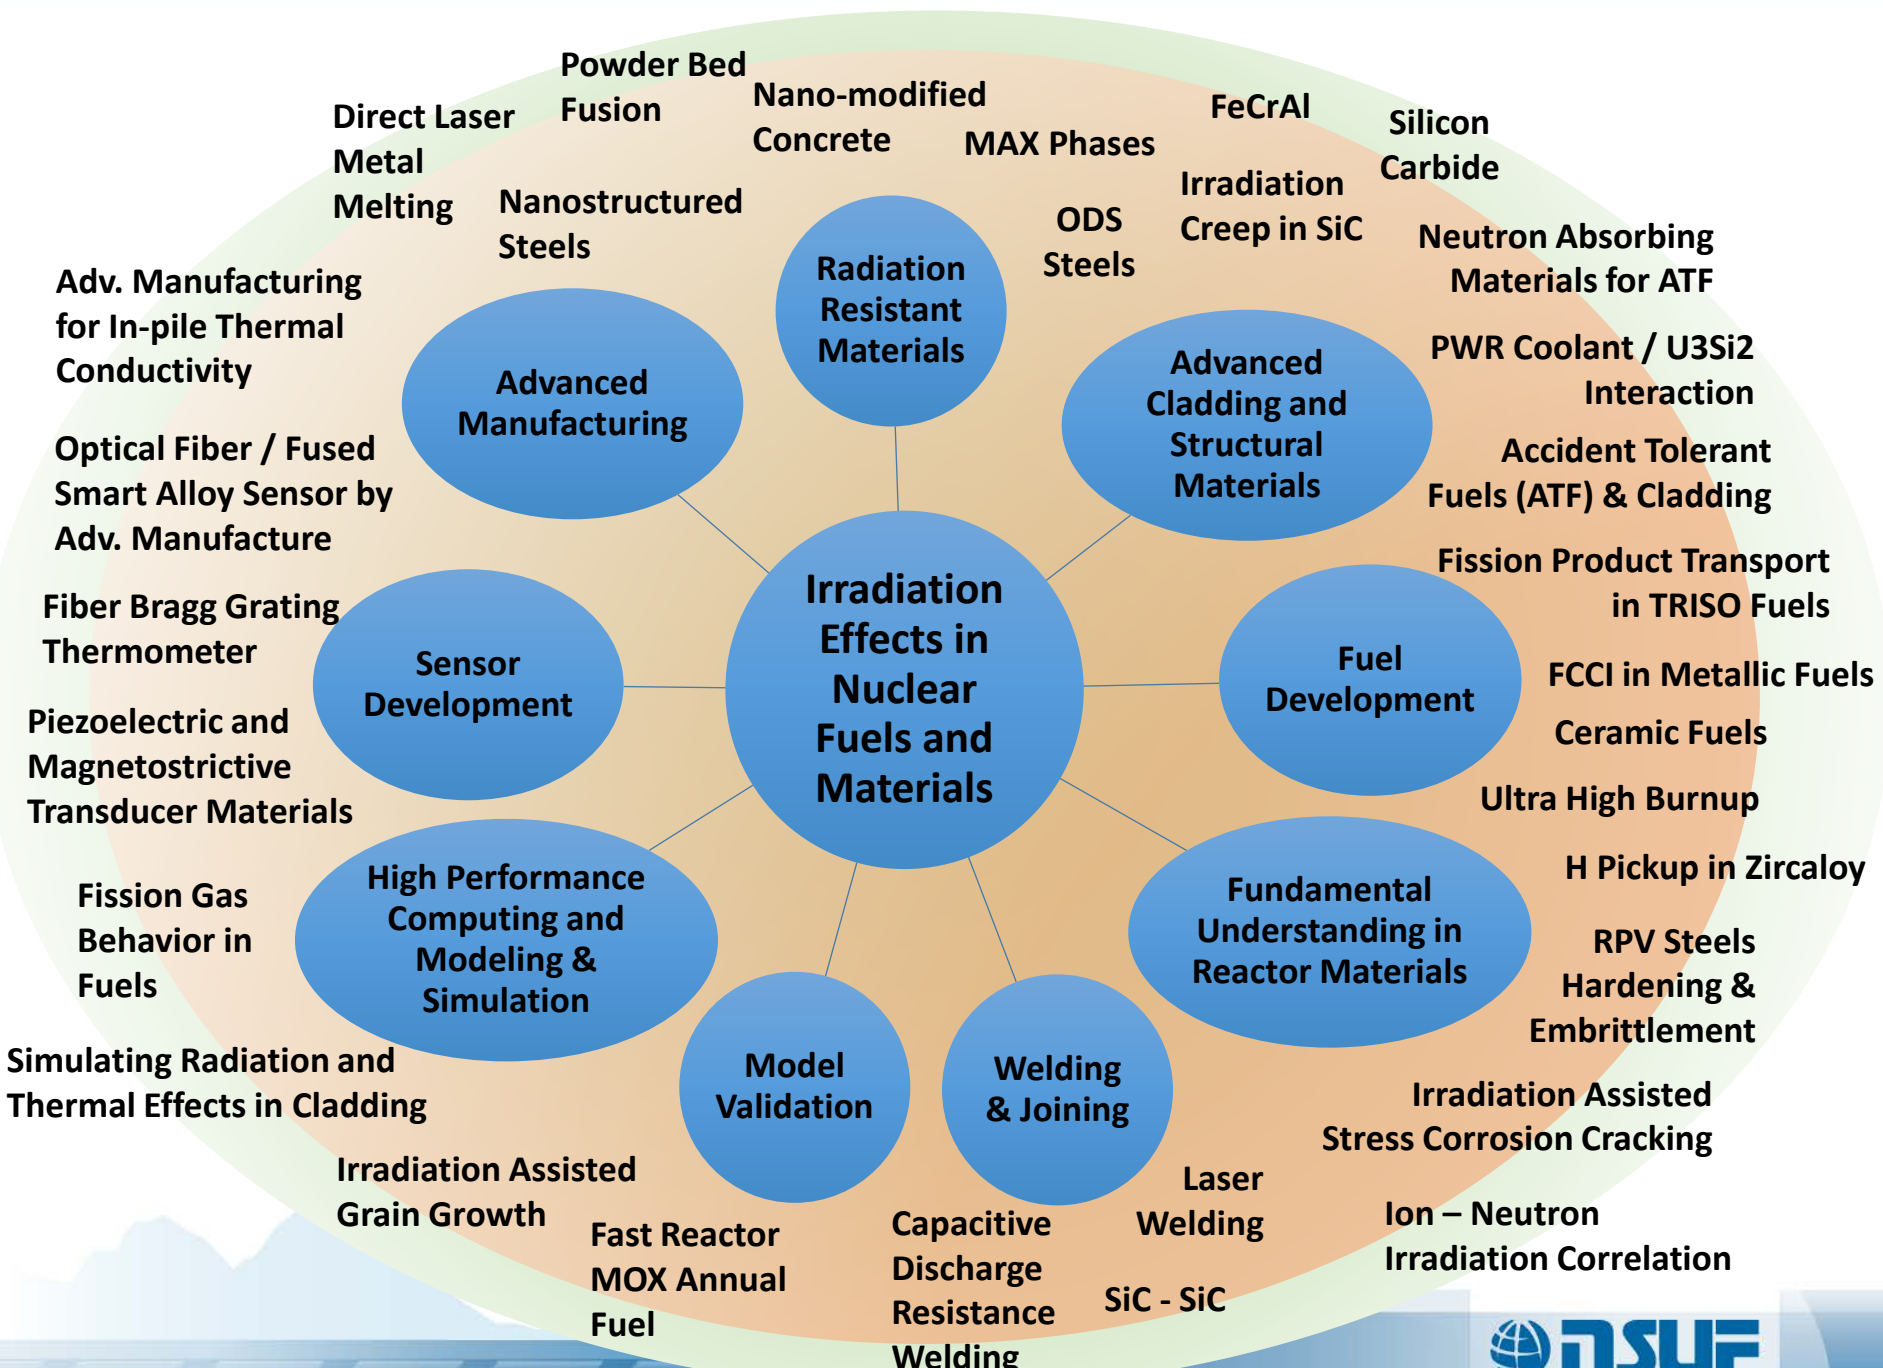 Powder Bed
Fusion
Direct Laser
Metal
Melting
Nano-modified
Concrete
MAX Phases
FeCrAl
Silicon
Carbide
Nanostructured
Steels
ODS
Steels
Irradiation
Creep in SiC
Neutron Absorbing
Materials for ATF
Adv. Manufacturing
for In-pile Thermal
Conductivity
PWR Coolant / U3Si2
Interaction
Optical Fiber / Fused
Smart Alloy Sensor by
Adv. Manufacture
Accident Tolerant
Fuels (ATF) & Cladding
Fiber Bragg Grating
Thermometer
Fission Product Transport
in TRISO Fuels
FCCI in Metallic Fuels
Ceramic Fuels
Piezoelectric and
Magnetostrictive
Transducer Materials
Ultra High Burnup
H Pickup in Zircaloy
Fission Gas
Behavior in
Fuels
RPV Steels
Hardening &
Embrittlement
Simulating Radiation and
Thermal Effects in Cladding
Irradiation Assisted
Stress Corrosion Cracking
Irradiation Assisted
Grain Growth
Fast Reactor
MOX Annual
Fuel
Capacitive
Discharge
Resistance
Welding
Laser
Welding
SiC - SiC
Ion – Neutron
Irradiation Correlation
Radiation
Resistant
Materials
Advanced
Manufacturing
Advanced
Cladding and
Structural
Materials
Irradiation
Effects in
Nuclear
Fuels and
Materials
Sensor
Development
Fuel
Development
High Performance
Computing and
Modeling &
Simulation
Fundamental
Understanding in
Reactor Materials
Model
Validation
Welding
& Joining
NSUF